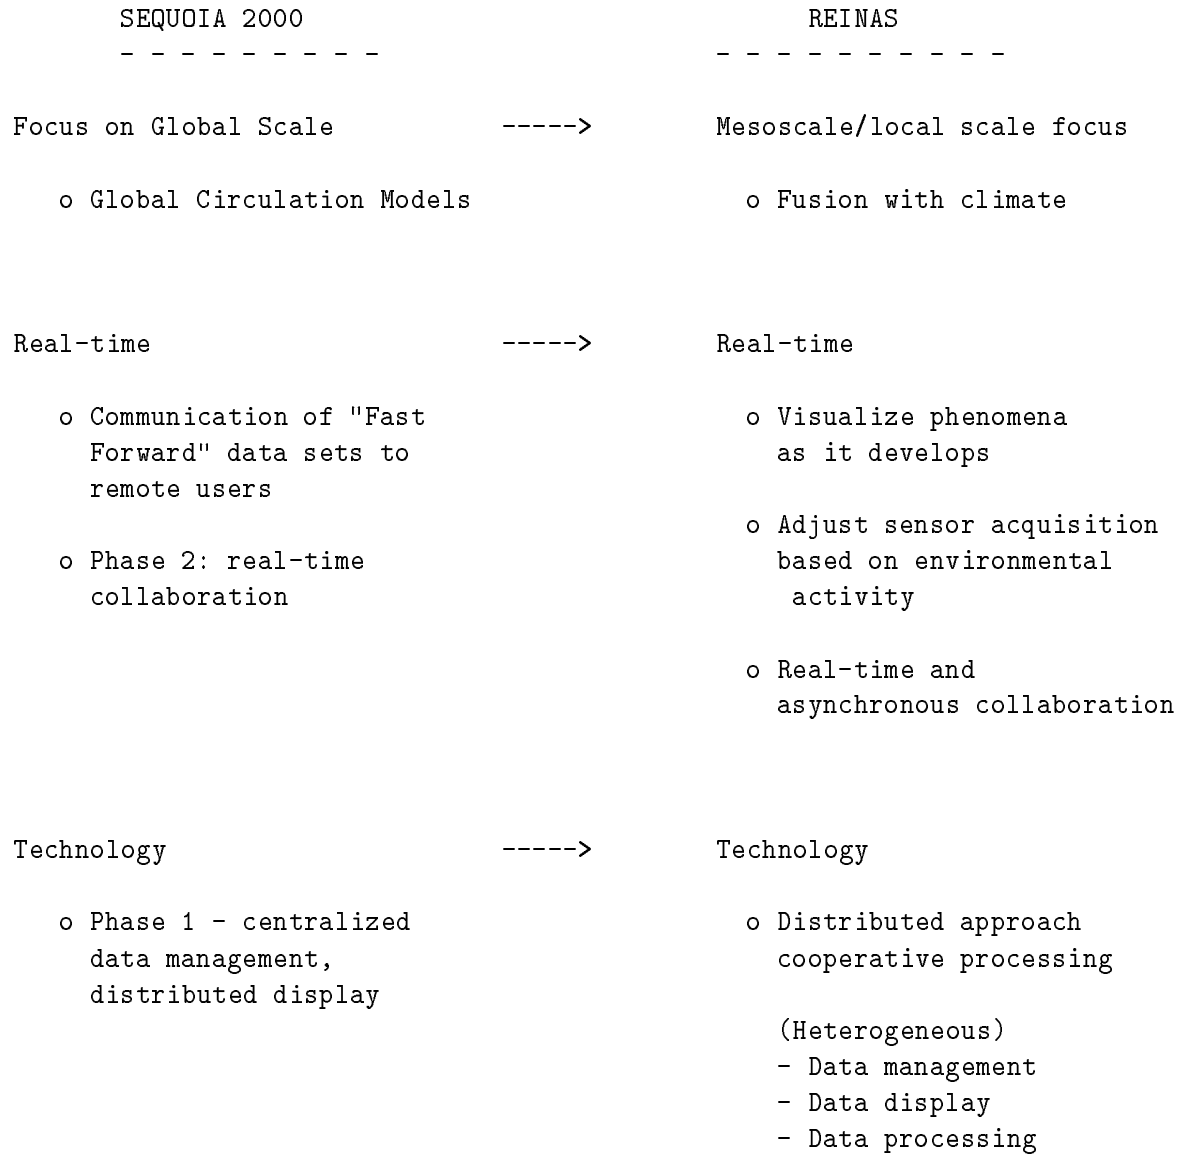 SEQUOIA 2000 REINAS
- - - - - - - - - - - - - - - - - - -
Focus on Global Scale -----> Mesoscale/local scale focus
o Global Circulation Models o Fusion with climate
Real-time -----> Real-time
o Communication of "Fast o Visualize phenomena
Forward" data sets to as it develops
remote users
o Adjust sensor acquisition
o Phase 2: real-time based on environmental
collaboration activity
o Real-time and
asynchronous collaboration
Technology -----> Technology
o Phase 1 - centralized o Distributed approach
data management, cooperative processing
distributed display
(Heterogeneous)
- Data management
- Data display
- Data processing